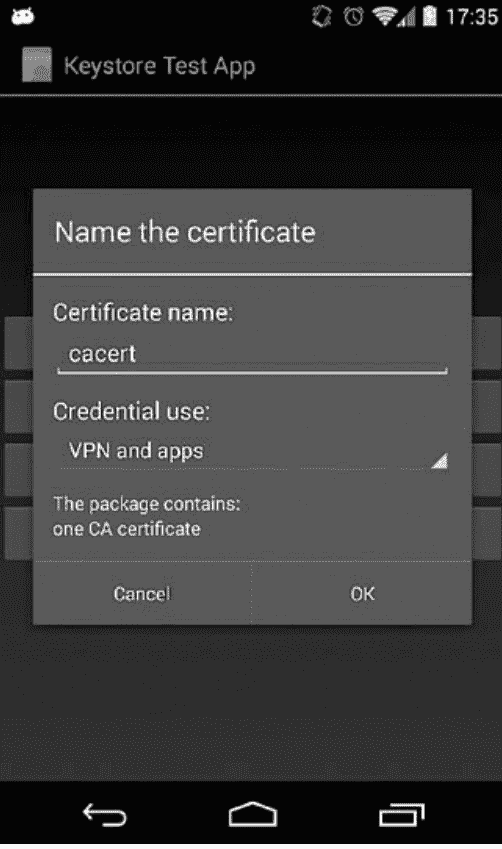 17:35
Keystore Test App
Name the certificate
Certificate name:
cacert
Credential use:
VPN and apps
The package contains:
one CA certificate
Cancel OK